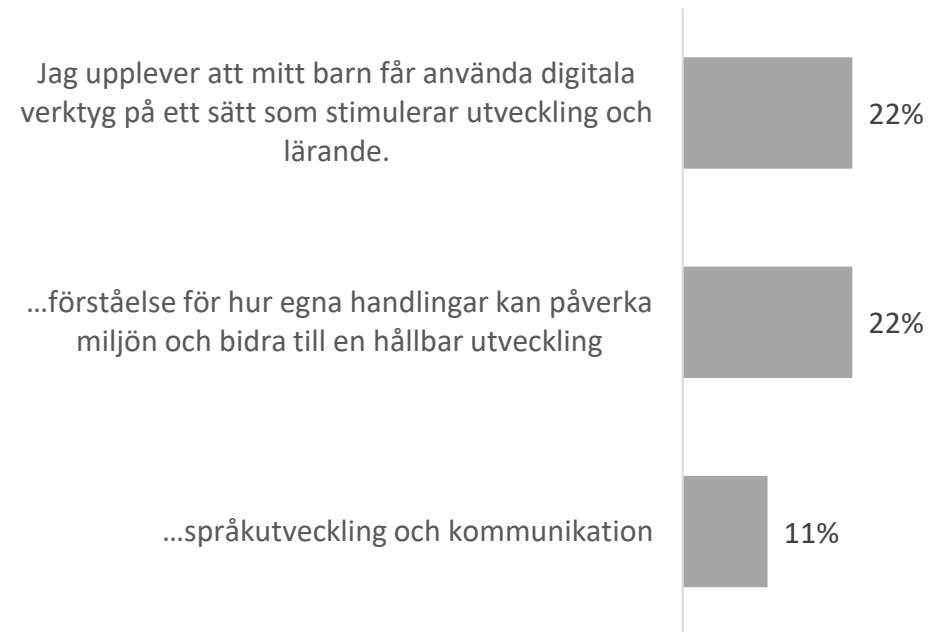 Jag upplever att mitt barn får använda digitala
verktyg på ett sätt som stimulerar utveckling och
lärande.
22%
…förståelse för hur egna handlingar kan påverka
miljön och bidra till en hållbar utveckling
22%
…språkutveckling och kommunikation
11%